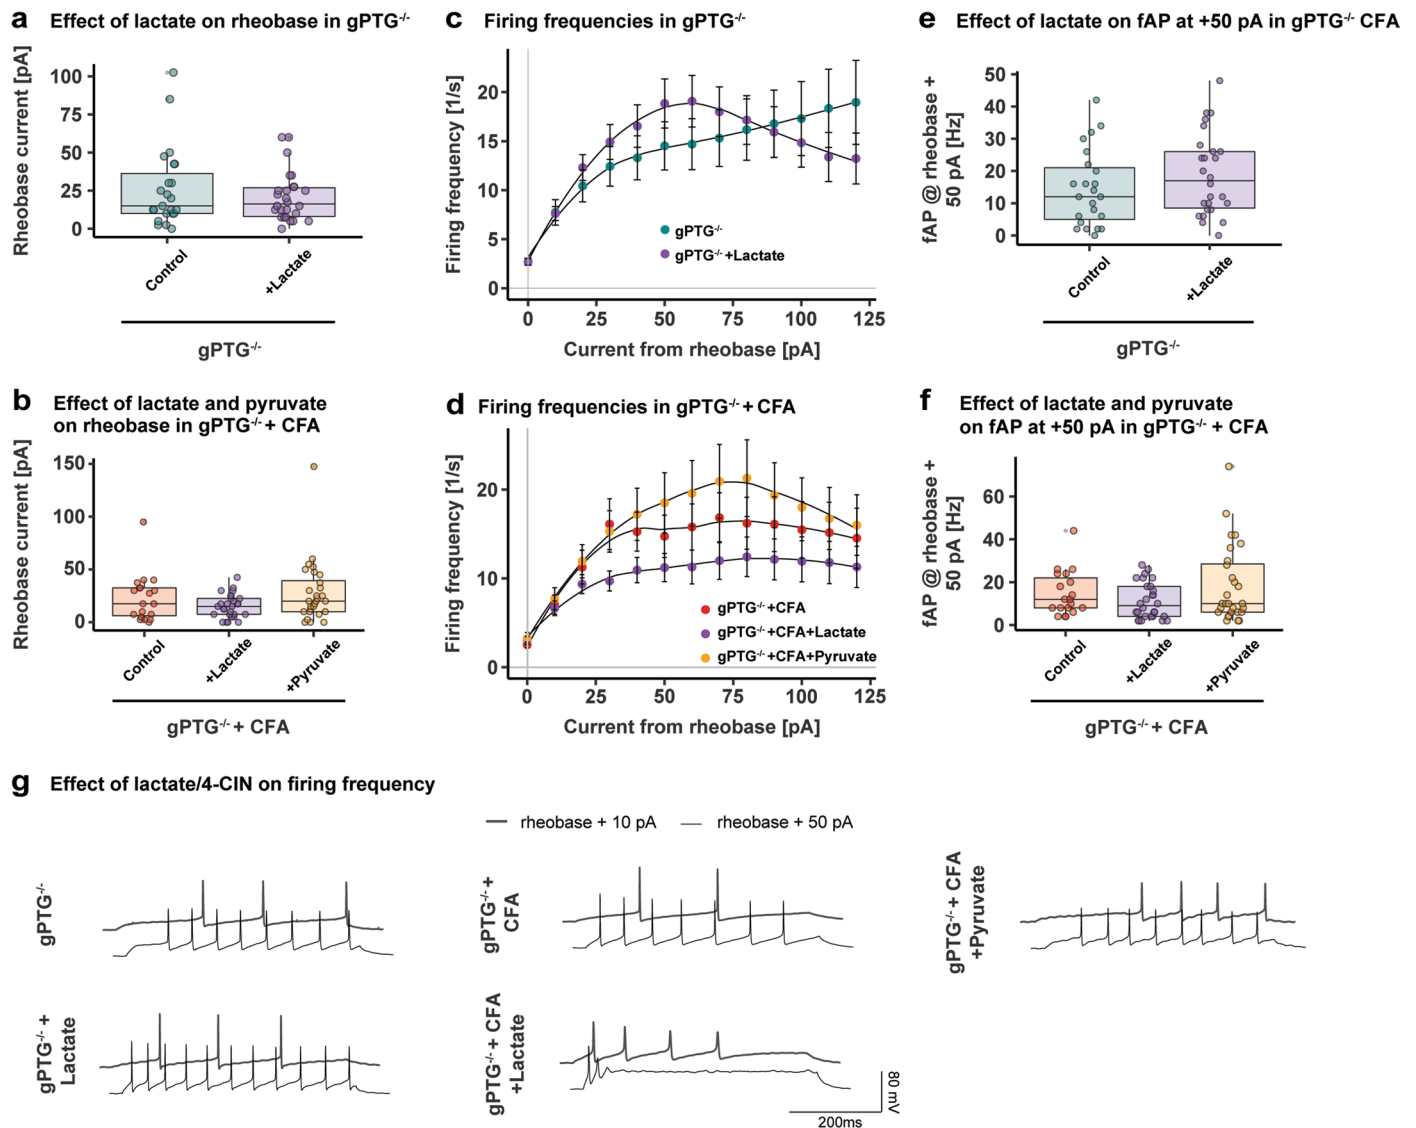 a Effect of lactate on rheobase in gPTG-/-
Rheobase current [pA]
100
75
50
25
0
Control
+Lactate
gPTG-/-
c Firing frequencies in gPTG-/-
Firing frequency [1/s]
20
15
10
5
0
gPTG-/-
gPTG-/- +Lactate
0 25 50 75 100 125
Current from rheobase [pA]
e Effect of lactate on fAP at +50 pA in gPTG-/- CFA
fAP @ rheobase +
50 pA [Hz]
50
40
30
20
10
0
Control
+Lactate
gPTG-/-
b Effect of lactate and pyruvate
on rheobase in gPTG-/- + CFA
Rheobase current [pA]
150
100
50
0
Control
+Lactate
+Pyruvate
gPTG-/- + CFA
d Firing frequencies in gPTG-/- + CFA
Firing frequency [1/s]
20
10
0
gPTG-/- +CFA
gPTG-/- +CFA+Lactate
gPTG-/- +CFA+Pyruvate
0 25 50 75 100 125
Current from rheobase [pA]
f Effect of lactate and pyruvate
on fAP at +50 pA in gPTG-/- + CFA
fAP @ rheobase +
50 pA [Hz]
60
40
20
0
Control
+Lactate
+Pyruvate
gPTG-/- + CFA
g Effect of lactate/4-CIN on firing frequency
rheobase + 10 pA rheobase + 50 pA
gPTG-/-
gPTG-/- +
CFA
gPTG-/- + CFA
+Pyruvate
gPTG-/- +
Lactate
gPTG-/- + CFA
+Lactate
80 mV
200ms